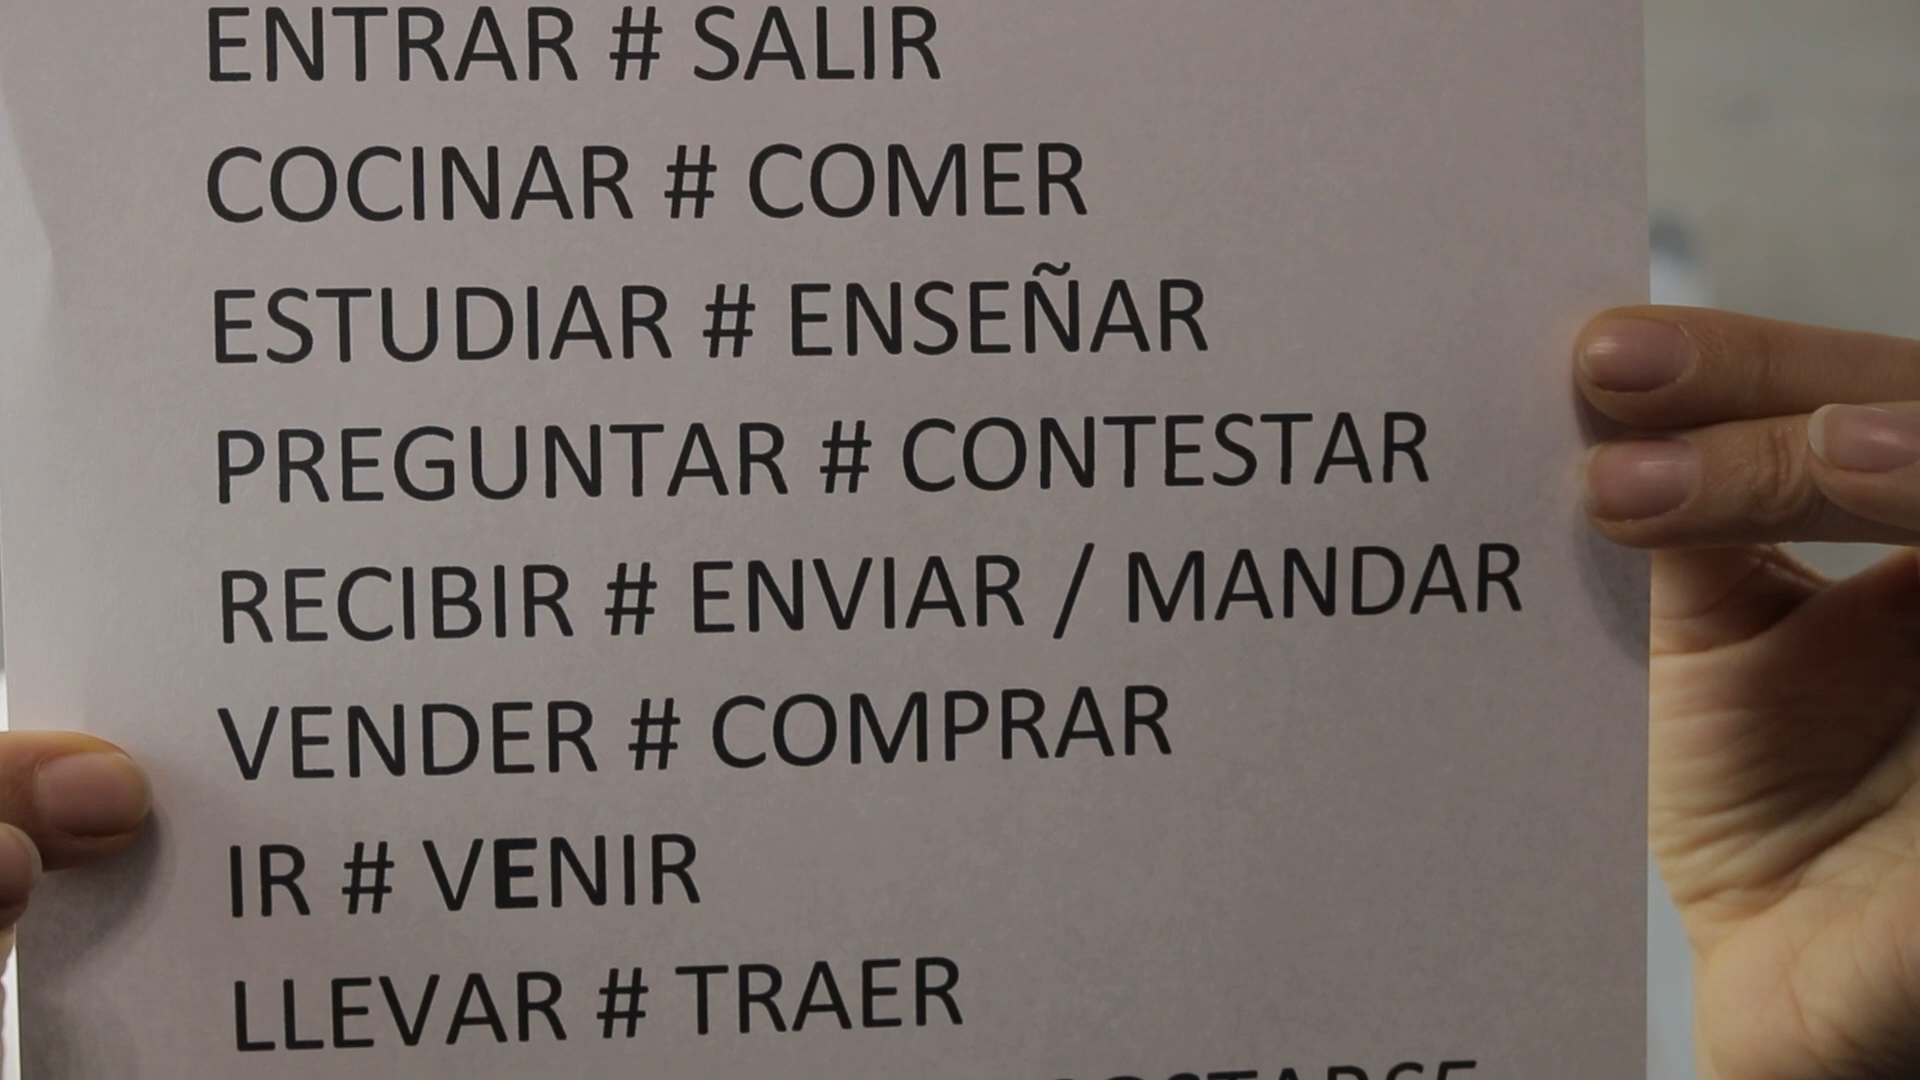 ENTRAR # SALIR
COCINAR # COMER
ESTUDIAR # ENSEÑAR
PREGUNTAR # CONTESTAR
RECIBIR # ENVIAR / MANDAR
VENDER # COMPRAR
IR # VENIR
LLEVAR # TRAER